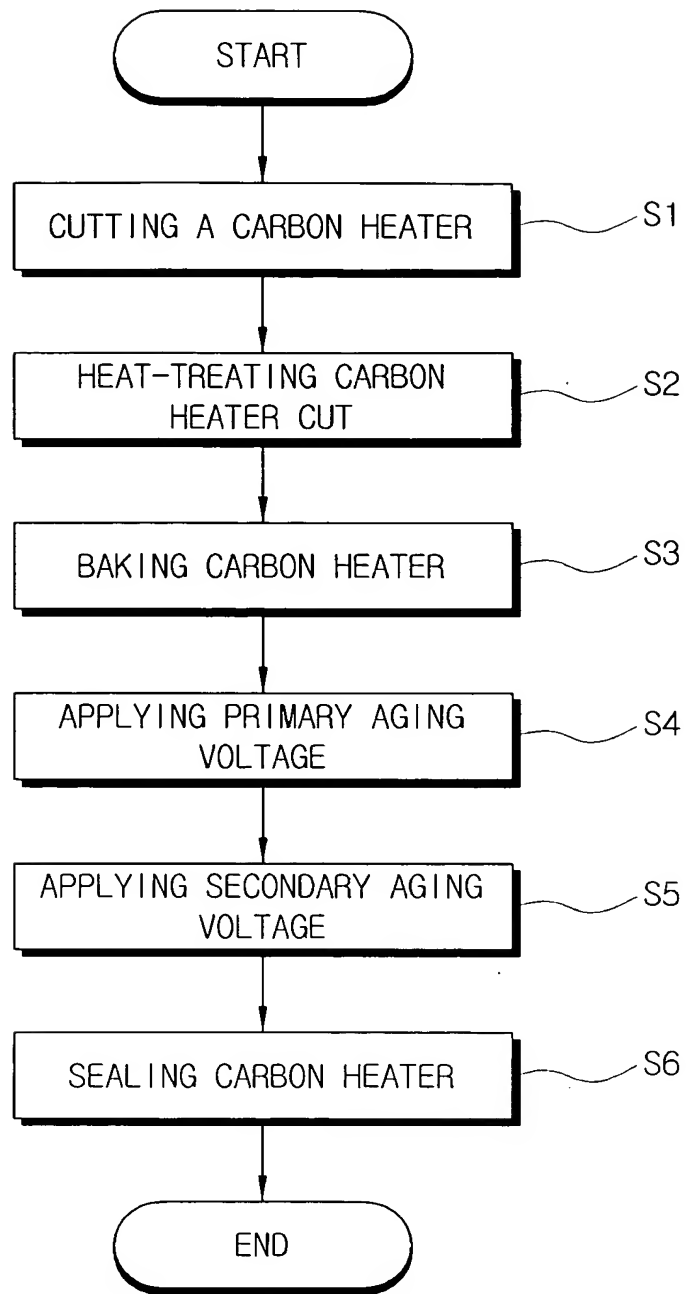 START
CUTTING A CARBON HEATER
S1
HEAT-TREATING CARBON
HEATER CUT
S2
BAKING CARBON HEATER
S3
APPLYING PRIMARY AGING
VOLTAGE
S4
APPLYING SECONDARY AGING
VOLTAGE
S5
SEALING CARBON HEATER
S6
END